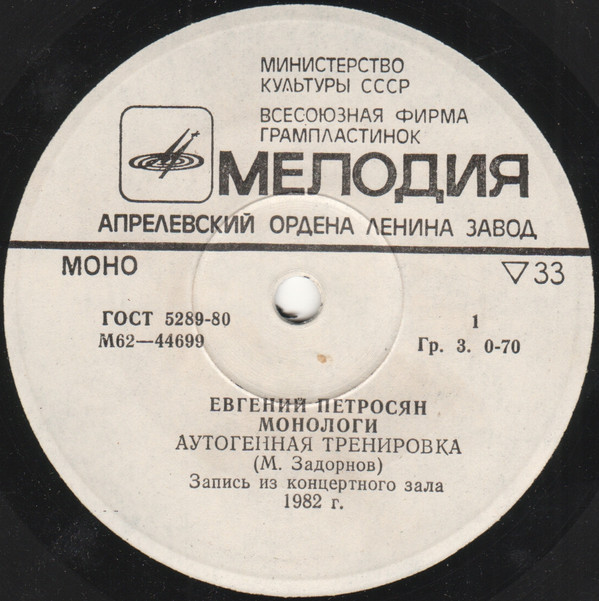 МИНИСТЕРСТВО
КУЛЬТУРЫ СССР
ВСЕСОЮЗНАЯ ФИРМА
ГРАМПЛАСТИНОК
МЕЛОДИЯ
АПРЕЛЕВСКИЙ ОРДЕНА ЛЕНИНА ЗАВОД
МОНО ▽33
ГОСТ 5289-80 1
М62—44699 Гр. 3. 0-70
ЕВГЕНИЙ ПЕТРОСЯН
МОНОЛОГИ
АУТОГЕННАЯ ТРЕНИРОВКА
(М. Задорнов)
Запись из концертного зала
1982 г.